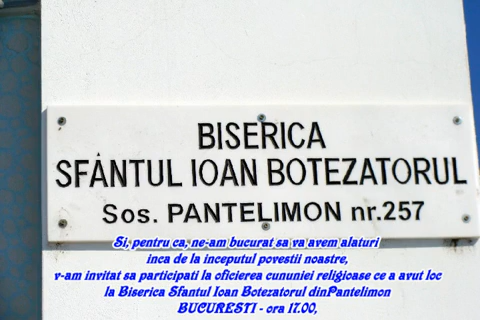 BISERICA
SFÂNTUL IOAN BOTEZATORUL
Sos. PANTELIMON nr.257
Si, pentru ca, ne-am bucurat sa va avem alaturi
inca de la inceputul povestii noastre,
v-am invitat sa participati la oficierea cununiei religioase ce a avut loc
la Biserica Sfantul Ioan Botezatorul dinPantelimon
BUCURESTI - ora 17.00,